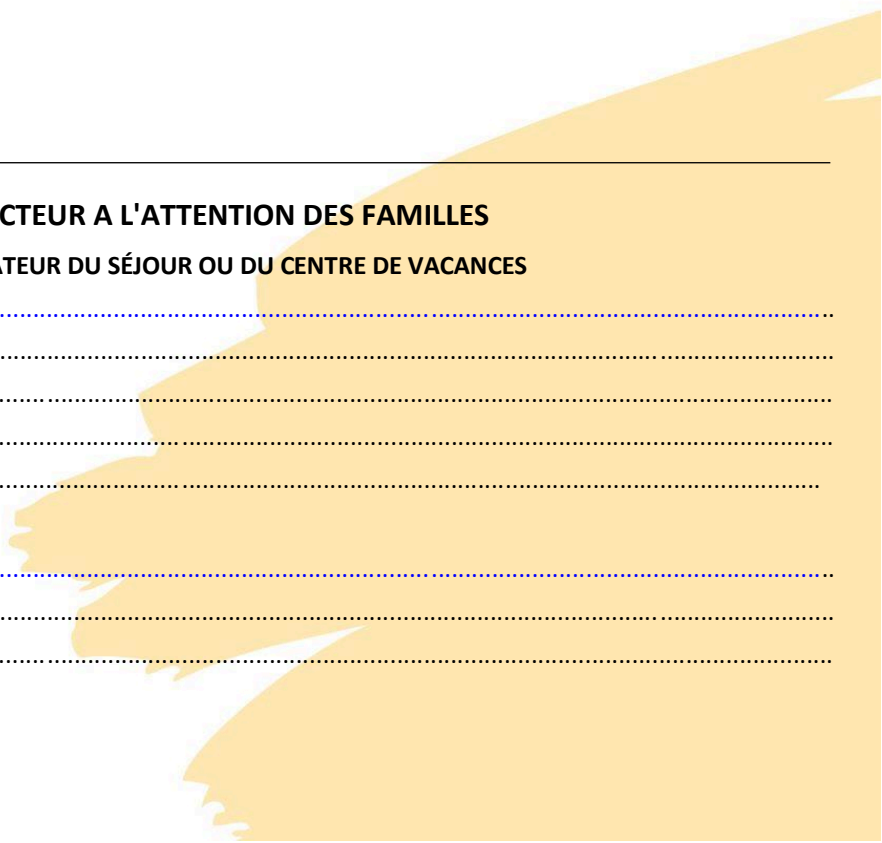 CTEUR A L'ATTENTION DES FAMILLES
ATEUR DU SÉJOUR OU DU CENTRE DE VACANCES